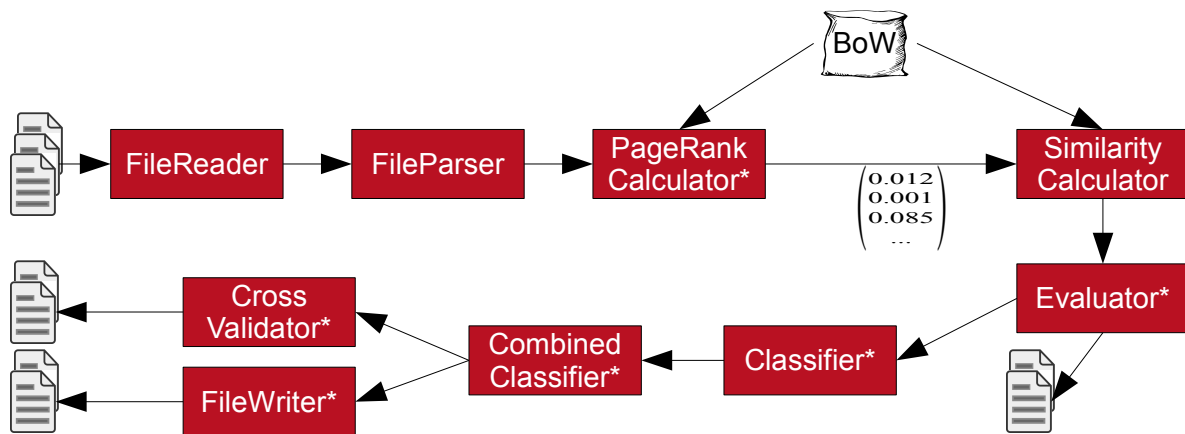 BoW
FileReader
FileParser
PageRank
Calculator*
0.012
0.001
0.085
...
Similarity
Calculator
Cross
Validator*
FileWriter*
Combined
Classifier*
Classifier*
Evaluator*